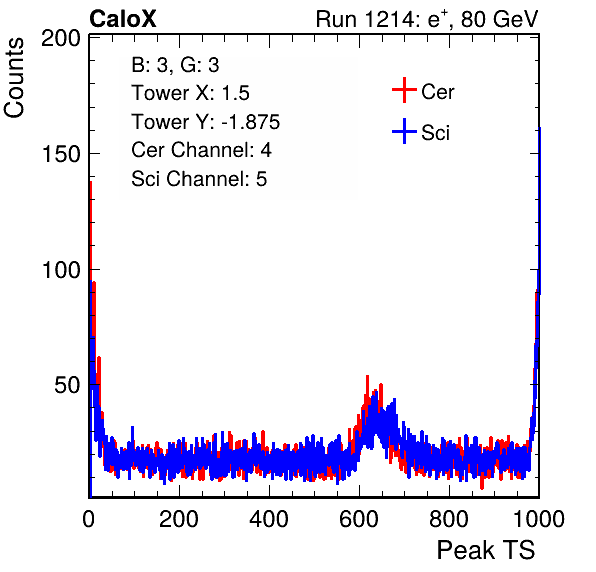 CaloX
Run 1214: e+, 80 GeV
Counts
200
150
100
50
B: 3, G: 3
Tower X: 1.5
Tower Y: -1.875
Cer Channel: 4
Sci Channel: 5
Cer
Sci
0 200 400 600 800 1000
Peak TS